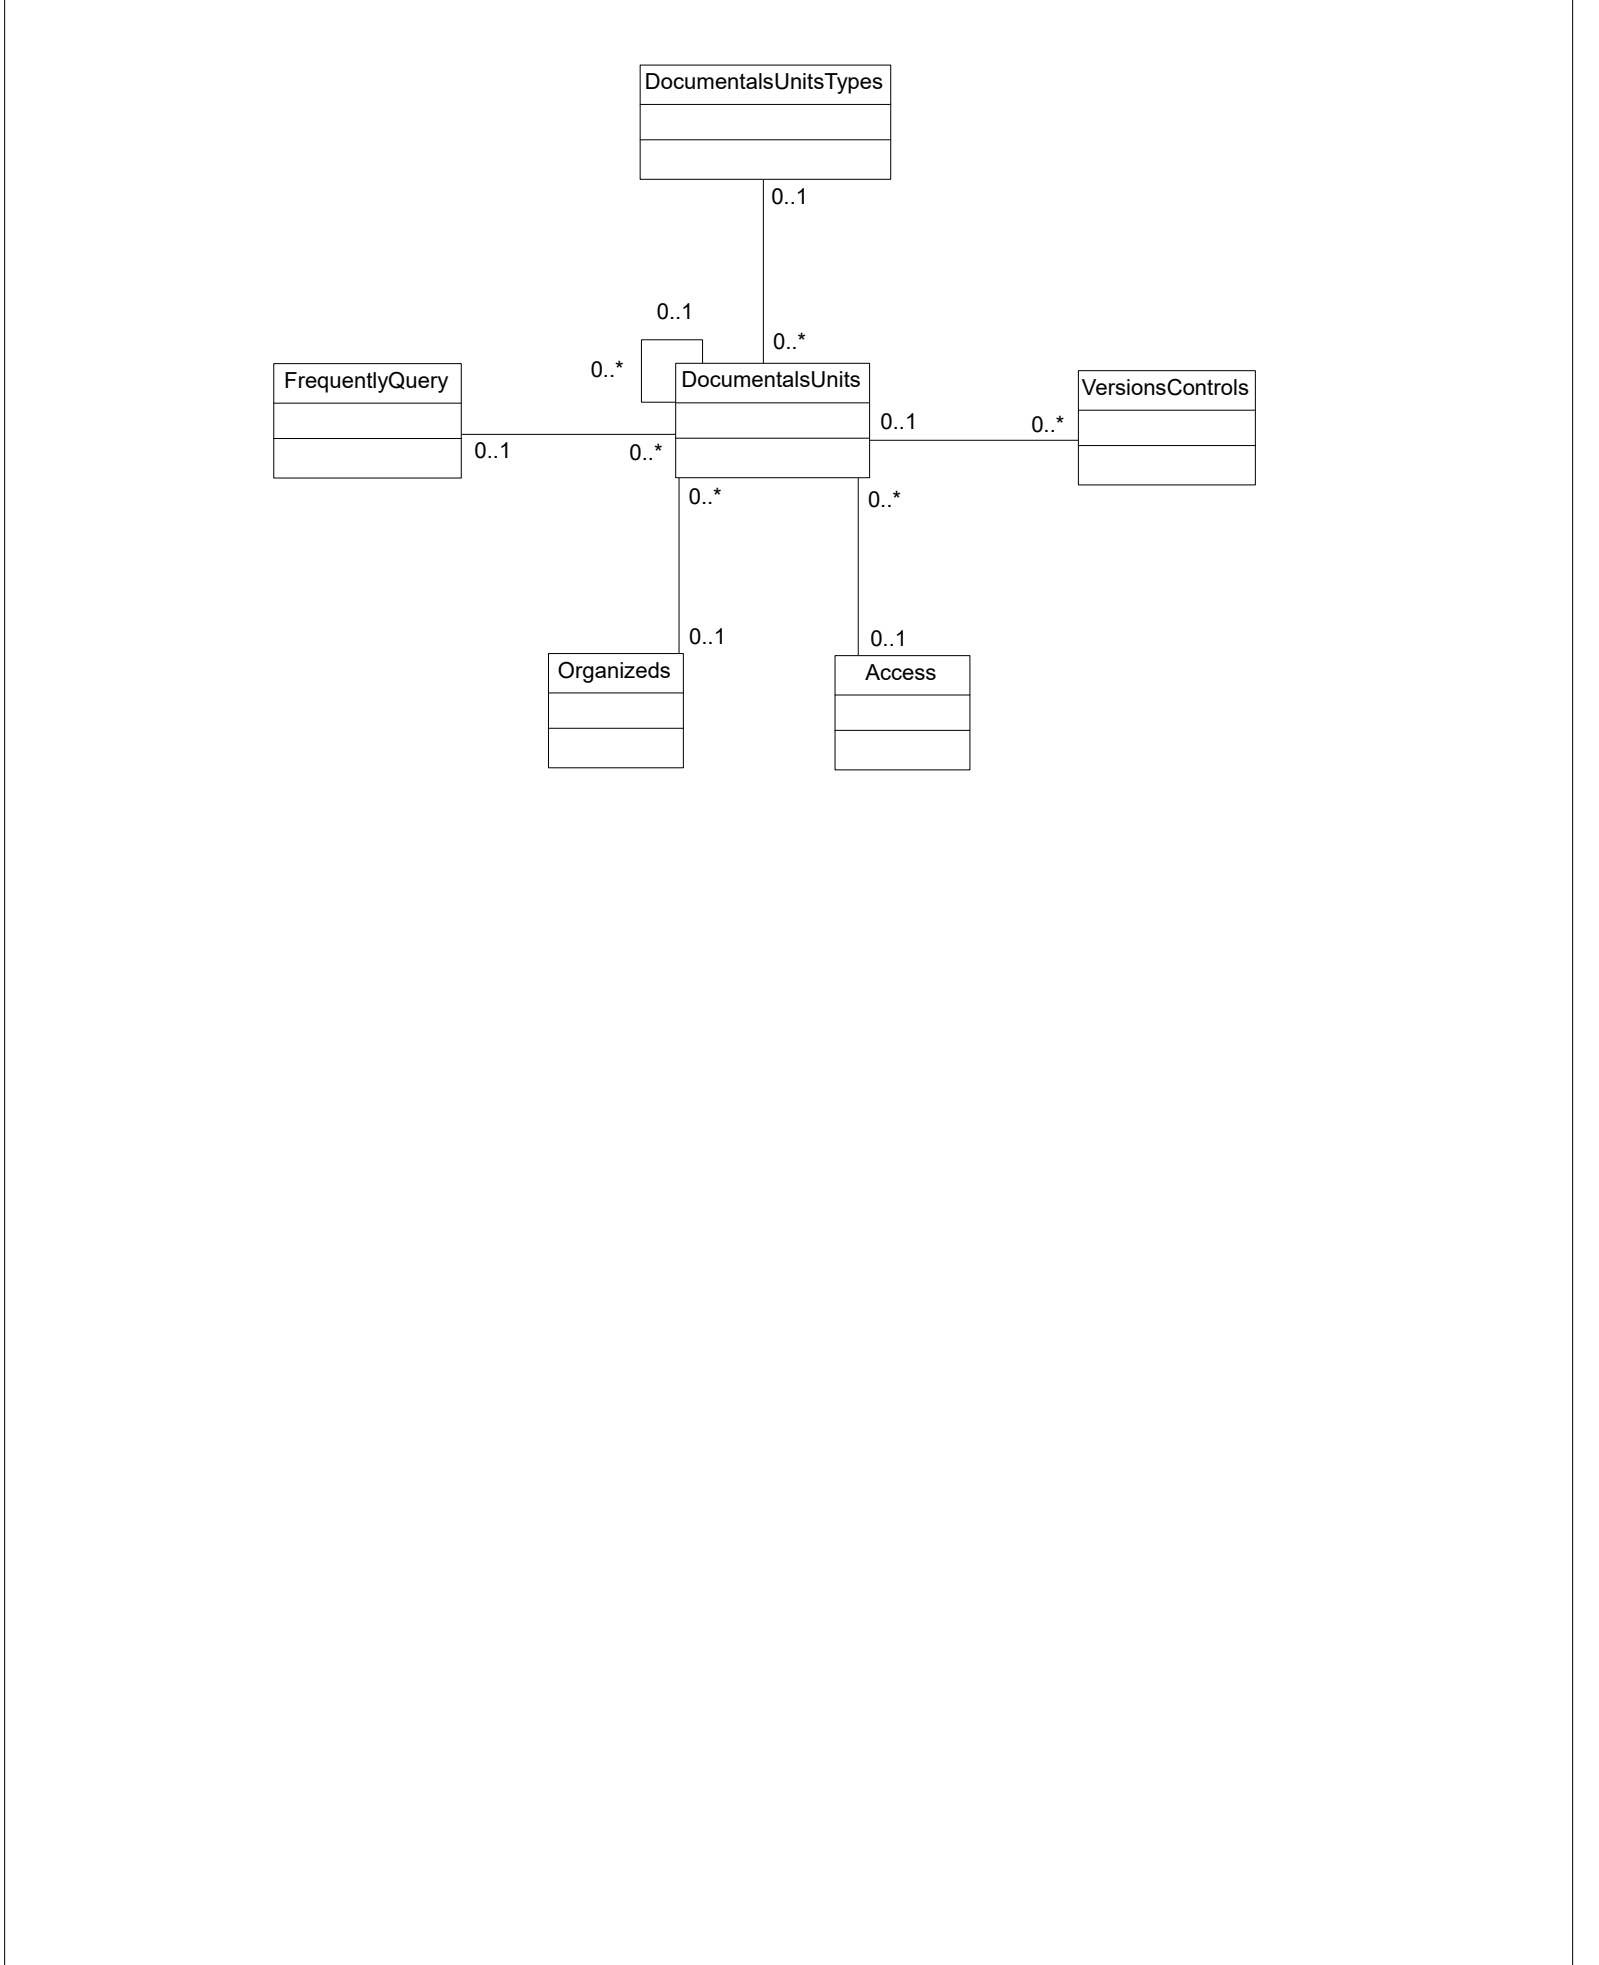 DocumentalsUnitsTypes
0..1
0..1
0..*
0..*
FrequentlyQuery
DocumentalsUnits
VersionsControls
0..1
0..*
0..1
0..*
0..*
0..*
0..1
0..1
Organizeds
Access